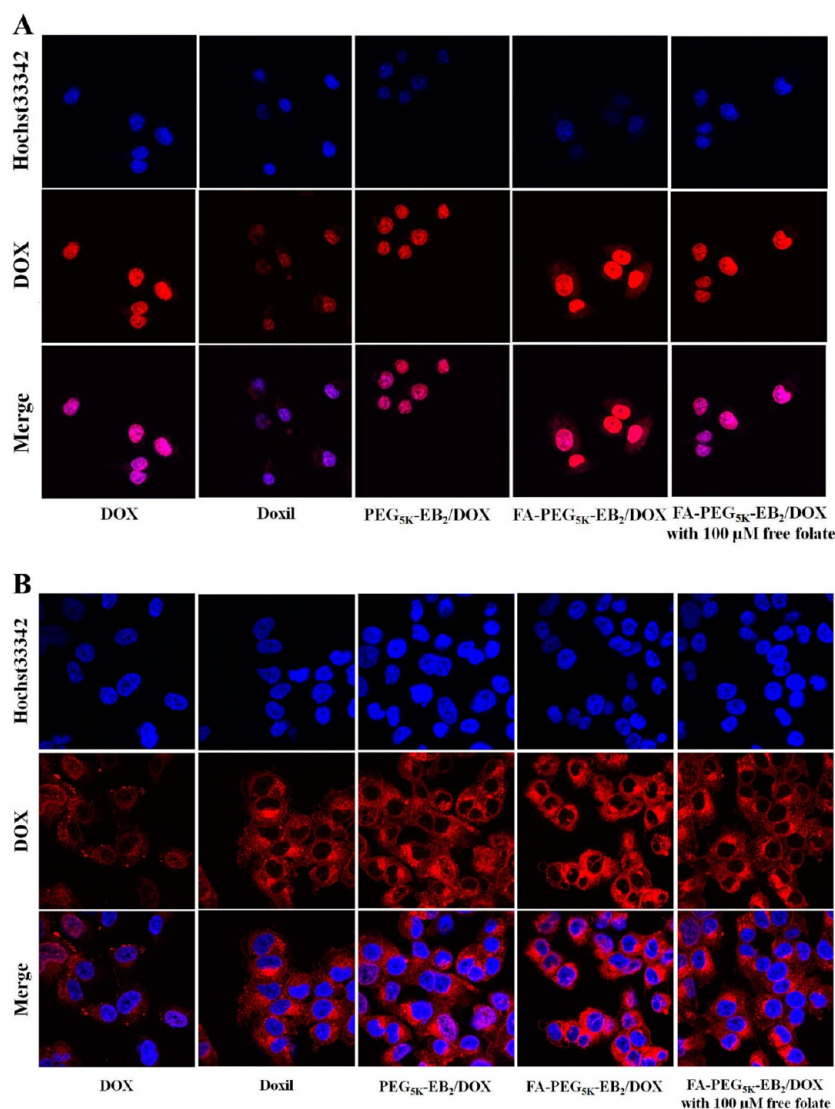 A
Hochst33342
DOX
Merge
DOX
Doxil
PEG5K-EB2/DOX
FA-PEG5K-EB2/DOX
FA-PEG5K-EB2/DOX
with 100 μM free folate
B
Hochst33342
DOX
Merge
DOX
Doxil
PEG5K-EB2/DOX
FA-PEG5K-EB2/DOX
FA-PEG5K-EB2/DOX
with 100 μM free folate